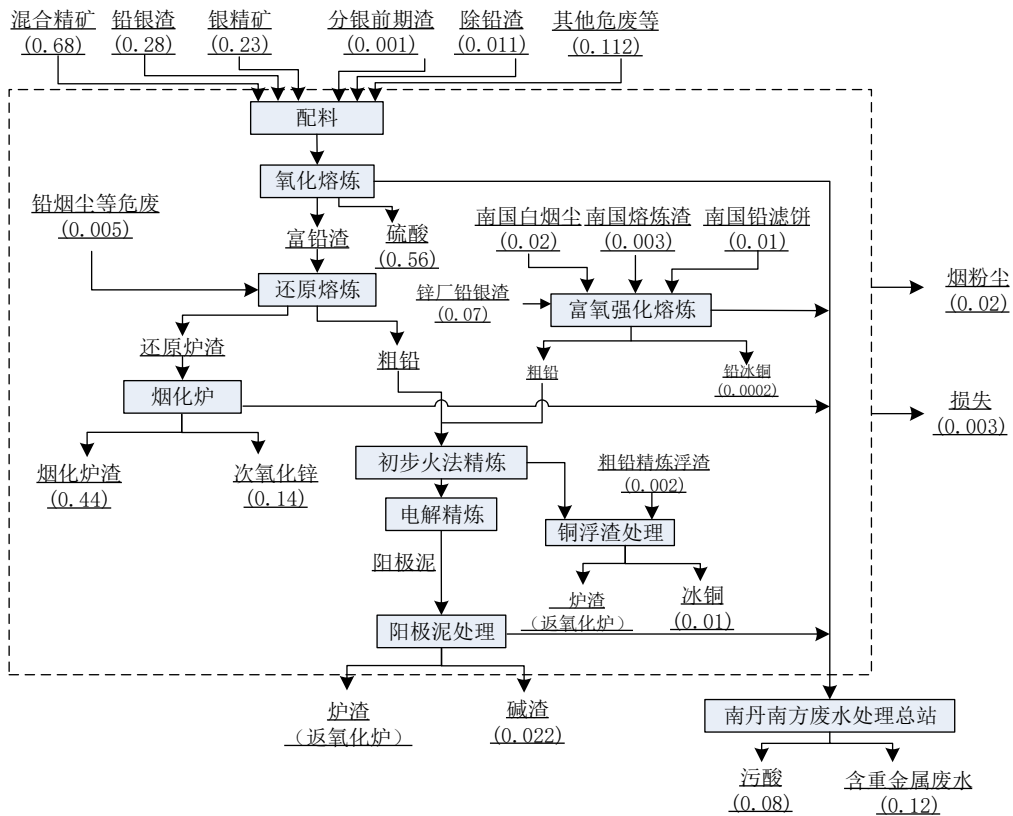 混合精矿
(0.68)
铅银渣
(0.28)
银精矿
(0.23)
分银前期渣
(0.001)
除铅渣
(0.011)
其他危废等
(0.112)
配料
氧化熔炼
铅烟尘等危废
(0.005)
富铅渣
硫酸
(0.56)
南国白烟尘
(0.02)
南国熔炼渣
(0.003)
南国铅滤饼
(0.01)
还原熔炼
锌厂铅银渣
(0.07)
富氧强化熔炼
烟粉尘
(0.02)
还原炉渣
粗铅
粗铅
铅冰铜
(0.0002)
烟化炉
损失
(0.003)
烟化炉渣
(0.44)
次氧化锌
(0.14)
初步火法精炼
粗铅精炼浮渣
(0.002)
电解精炼
铜浮渣处理
阳极泥
炉渣
（返氧化炉）
冰铜
(0.01)
阳极泥处理
炉渣
（返氧化炉）
碱渣
(0.022)
南丹南方废水处理总站
污酸
(0.08)
含重金属废水
(0.12)